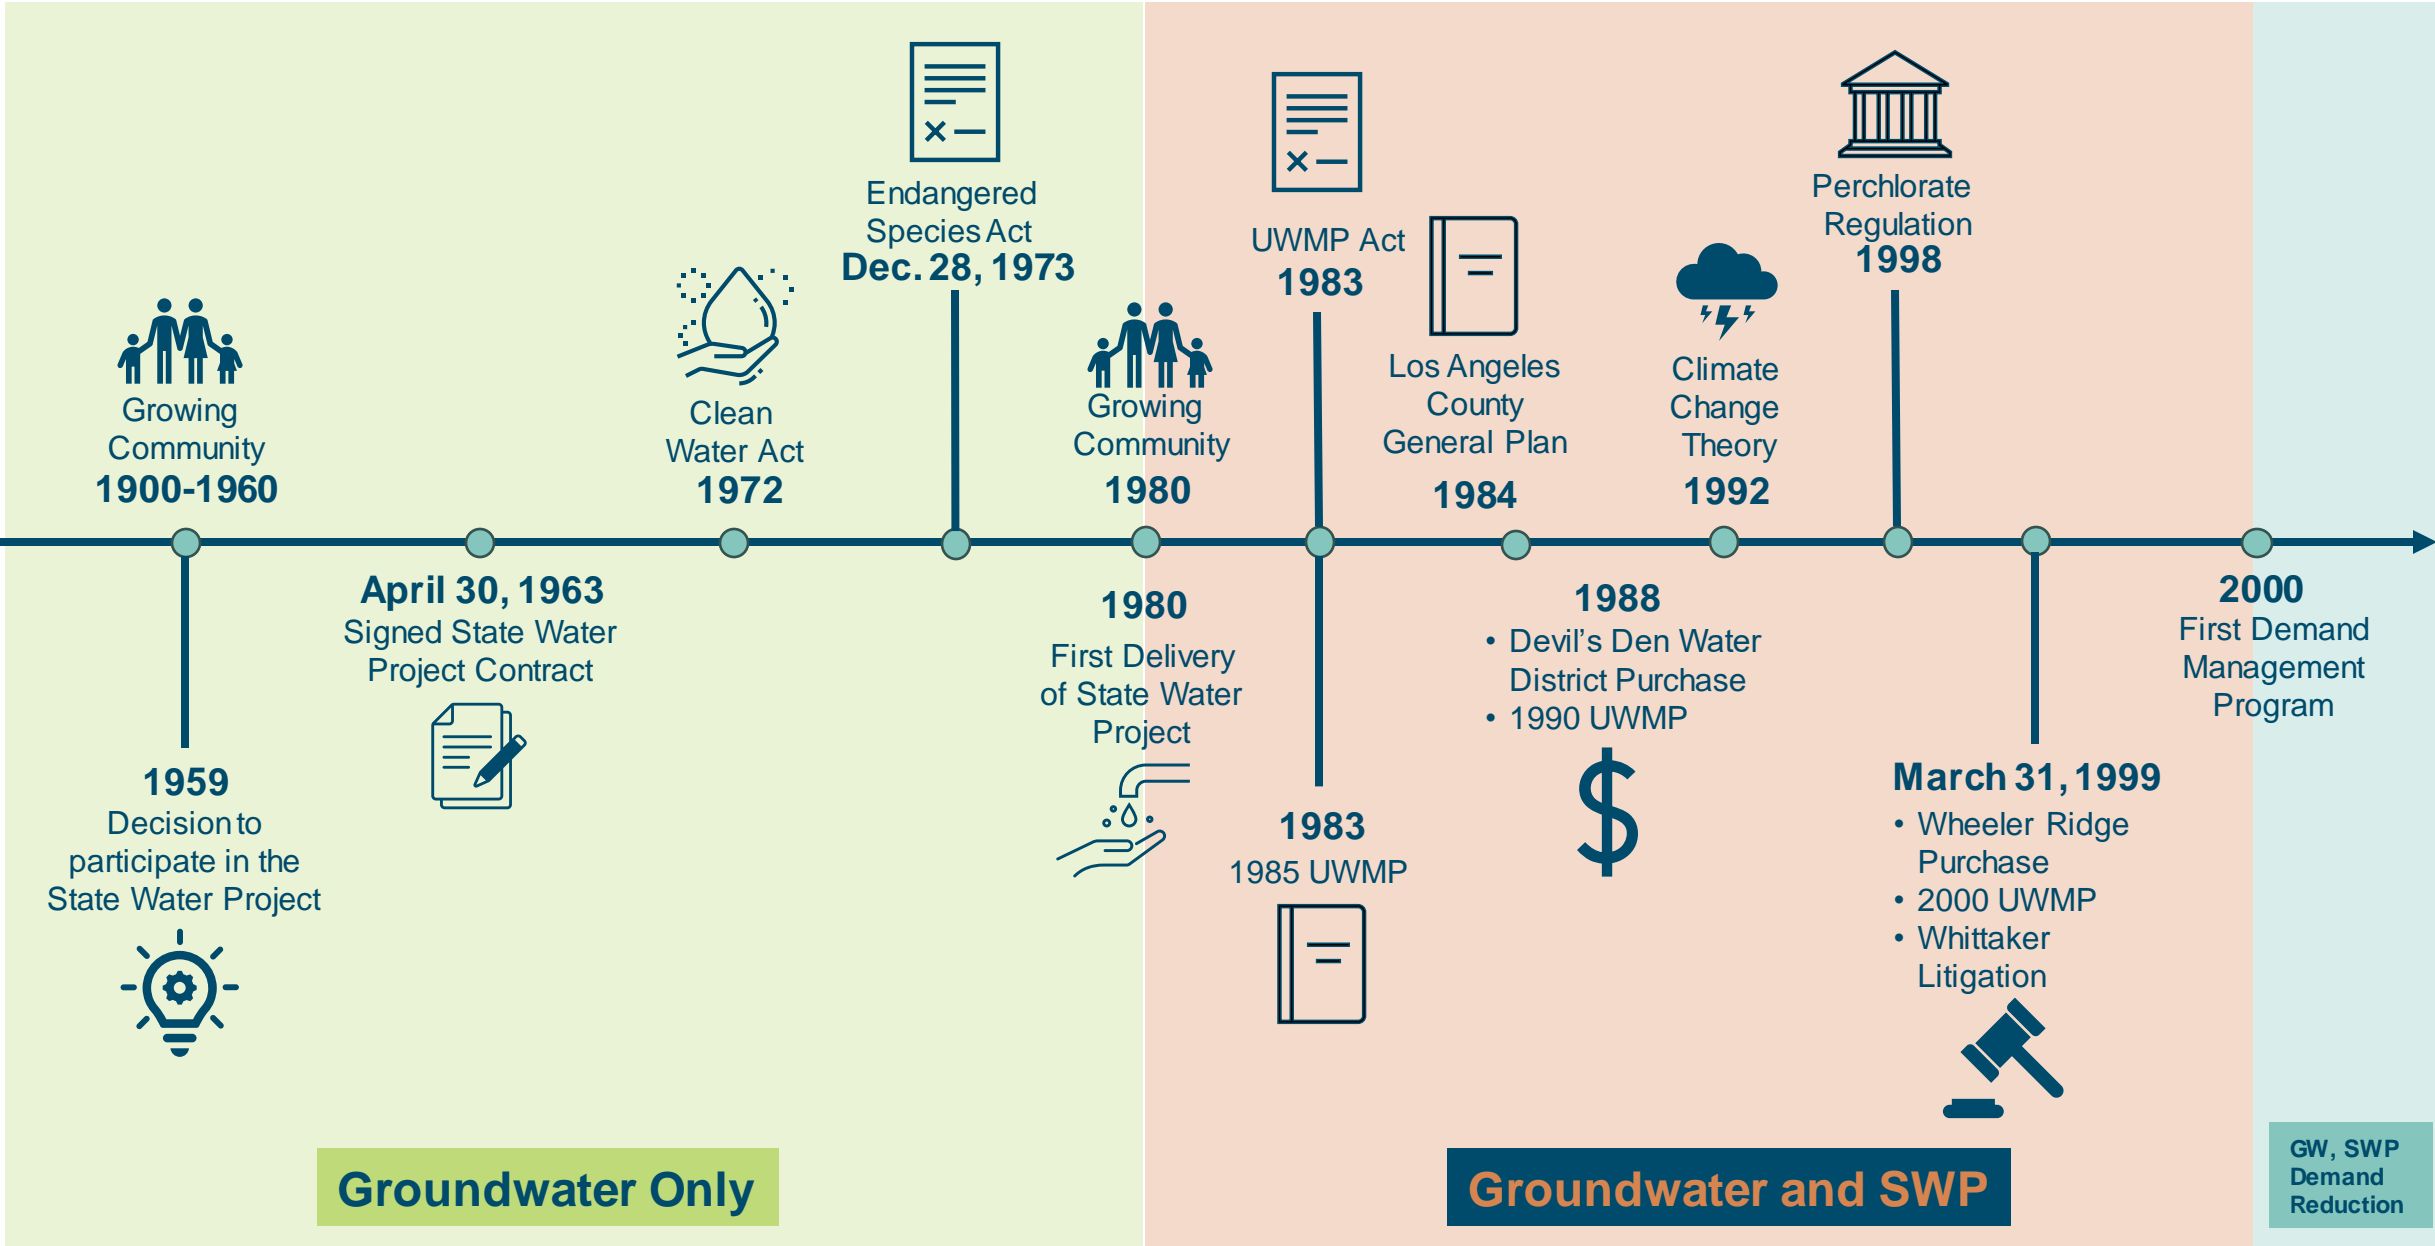 Growing
Community
1900-1960
1959
Decision to
participate in the
State Water Project
April 30, 1963
Signed State Water
Project Contract
Clean
Water Act
1972
Endangered
Species Act
Dec. 28, 1973
Growing
Community
1980
1980
First Delivery
of State Water
Project
UWMP Act
1983
1983
1985 UWMP
Los Angeles
County
General Plan
1984
1988
• Devil's Den Water
District Purchase
• 1990 UWMP
Climate
Change
Theory
1992
Perchlorate
Regulation
1998
March 31, 1999
• Wheeler Ridge
Purchase
• 2000 UWMP
• Whittaker
Litigation
2000
First Demand
Management
Program
Groundwater Only
Groundwater and SWP
GW, SWP
Demand
Reduction